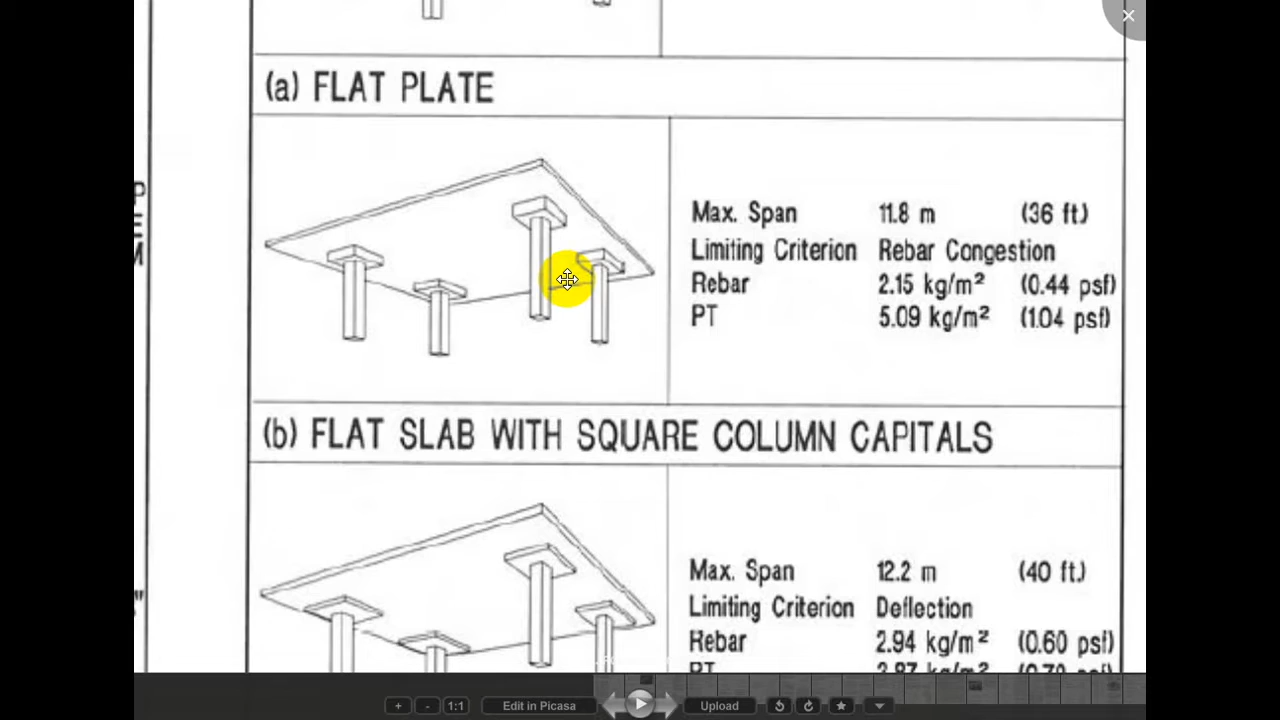 (a) FLAT PLATE
Max. Span 11.8 m (36 ft.)
Limiting Criterion Rebar Congestion
Rebar 2.15 kg/m² (0.44 psf)
PT 5.09 kg/m² (1.04 psf)
(b) FLAT SLAB WITH SQUARE COLUMN CAPITALS
Max. Span 12.2 m (40 ft.)
Limiting Criterion Deflection
Rebar 2.94 kg/m² (0.60 psf)
+ - 1:1 Edit in Picasa Upload